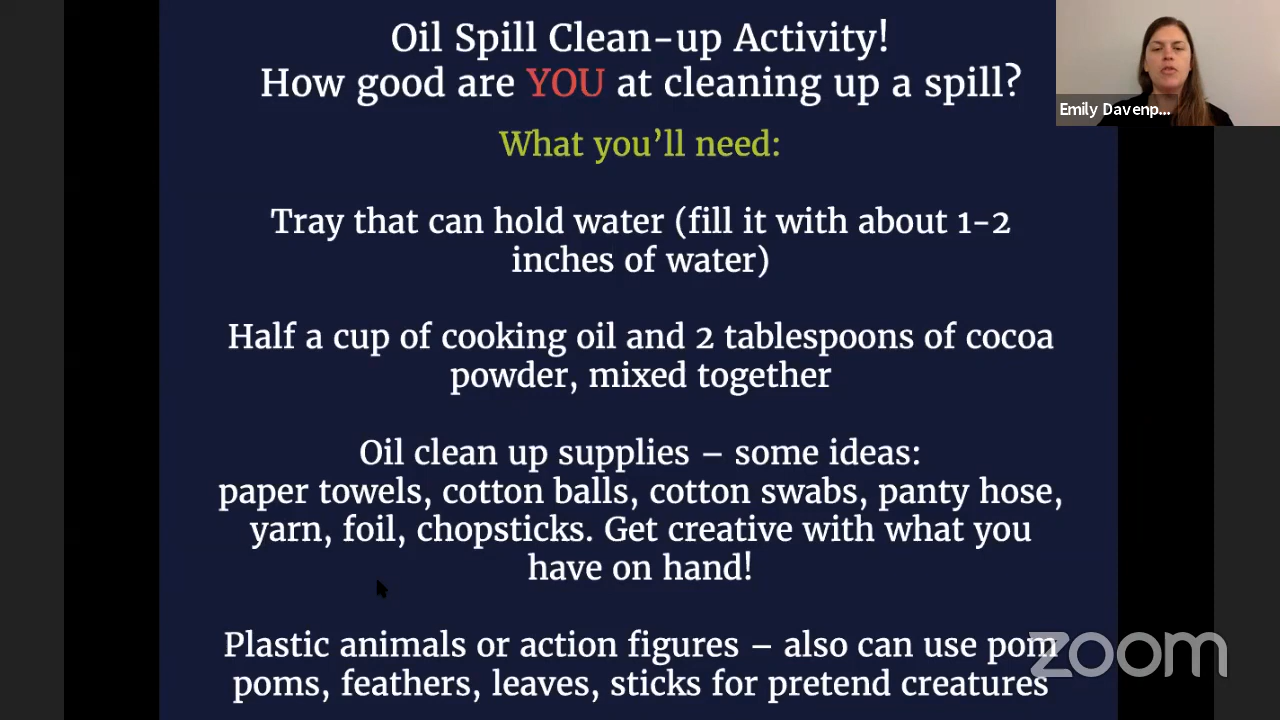 Oil Spill Clean-up Activity!
How good are YOU at cleaning up a spill?
Emily Davenp...
What you’ll need:
Tray that can hold water (fill it with about 1-2
inches of water)
Half a cup of cooking oil and 2 tablespoons of cocoa
powder, mixed together
Oil clean up supplies – some ideas:
paper towels, cotton balls, cotton swabs, panty hose,
yarn, foil, chopsticks. Get creative with what you
have on hand!
Plastic animals or action figures – also can use pom
poms, feathers, leaves, sticks for pretend creatures
zoom